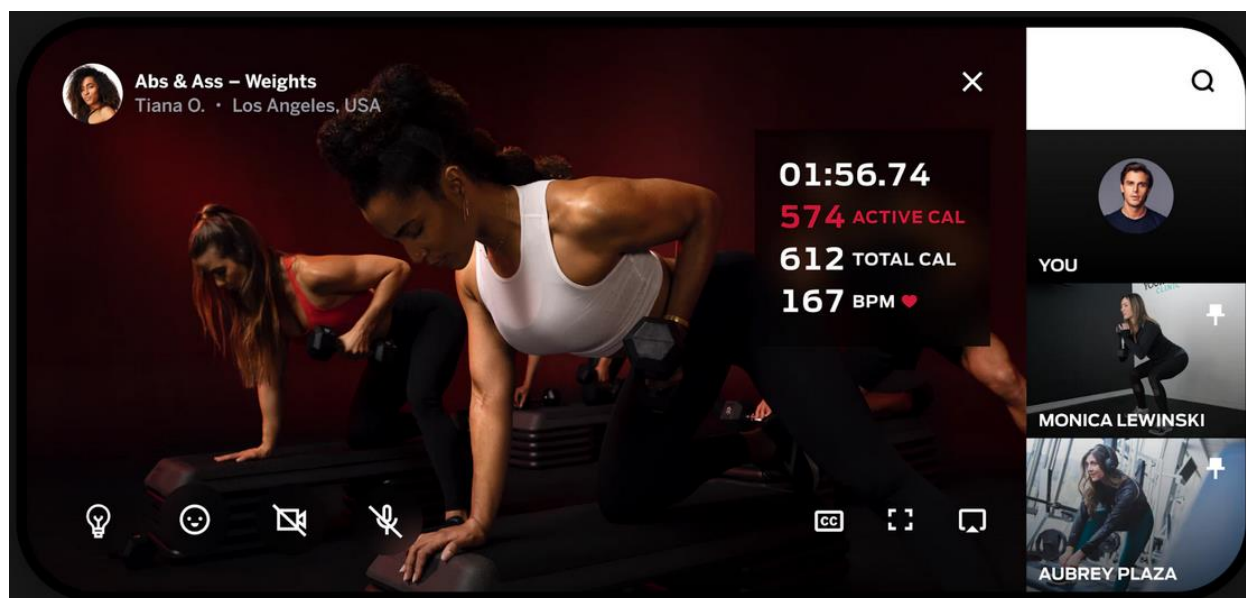 Abs & Ass – Weights
Tiana O. • Los Angeles, USA
01:56.74
574 ACTIVE CAL
612 TOTAL CAL
167 BPM
YOU
MONICA LEWINSKI
AUBREY PLAZA
CC